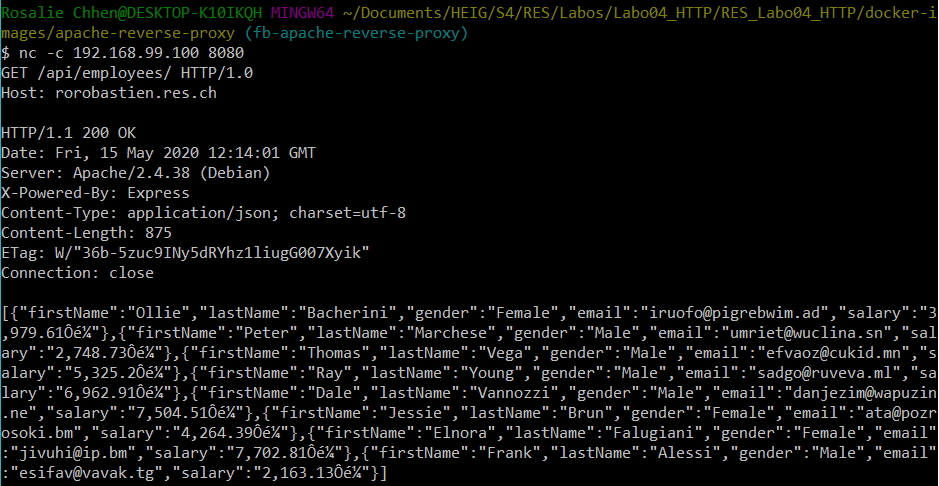 Rosalie Chhen@DESKTOP-K10IKQH MINGW64 ~/Documents/HEIG/S4/RES/Labos/Labo04_HTTP/RES_Labo04_HTTP/docker-i
mages/apache-reverse-proxy (fb-apache-reverse-proxy)
$ nc -c 192.168.99.100 8080
GET /api/employees/ HTTP/1.0
Host: rorobastien.res.ch

HTTP/1.1 200 OK
Date: Fri, 15 May 2020 12:14:01 GMT
Server: Apache/2.4.38 (Debian)
X-Powered-By: Express
Content-Type: application/json; charset=utf-8
Content-Length: 875
ETag: W/"36b-5zuc9INy5dRYhz1liugG007Xyik"
Connection: close

[{"firstName":"Ollie","lastName":"Bacherini","gender":"Female","email":"iruofo@pigrebwim.ad","salary":"3
,979.61Ôé¼"},{"firstName":"Peter","lastName":"Marchese","gender":"Male","email":"umriet@wuclina.sn","sal
ary":"2,748.73Ôé¼"},{"firstName":"Thomas","lastName":"Vega","gender":"Male","email":"efvaoz@cukid.mn","s
alary":"5,325.2Ôé¼"},{"firstName":"Ray","lastName":"Young","gender":"Male","email":"sadgo@ruveva.ml","sa
lary":"6,962.91Ôé¼"},{"firstName":"Dale","lastName":"Vannozzi","gender":"Male","email":"danjezim@wapuzin
.ne","salary":"7,504.51Ôé¼"},{"firstName":"Jessie","lastName":"Brun","gender":"Female","email":"ata@pozr
osoki.bm","salary":"4,264.39Ôé¼"},{"firstName":"Elnora","lastName":"Falugiani","gender":"Female","email"
:"jivuhi@ip.bm","salary":"7,702.81Ôé¼"},{"firstName":"Frank","lastName":"Alessi","gender":"Male","email"
:"esifav@vavak.tg","salary":"2,163.13Ôé¼"}]